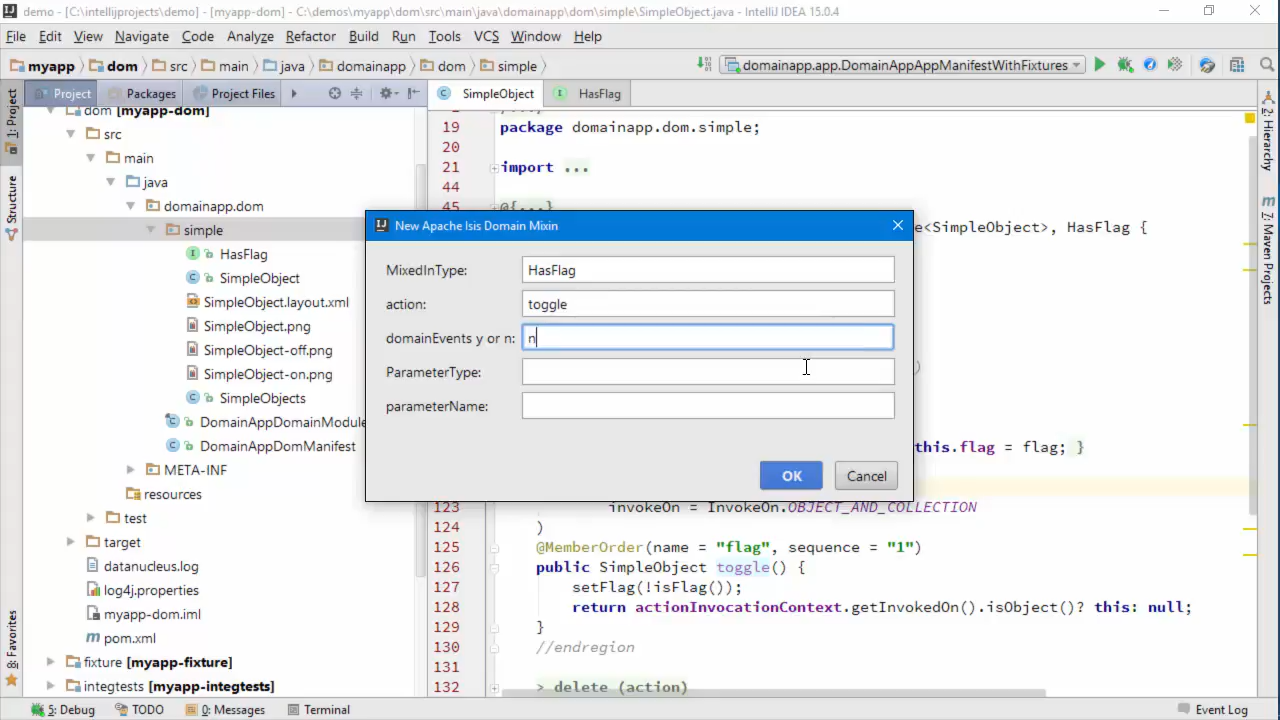 demo - [C:\intellijprojects\demo] - [myapp-dom] - C:\demos\myapp\dom\src\main\java\domainapp\dom\simple\SimpleObject.java - IntelliJ IDEA 15.0.4
File Edit View Navigate Code Analyze Refactor Build Run Tools VCS Window Help
myapp dom src main java domainapp dom simple domainapp.app.DomainAppAppManifestWithFixtures
Project Packages Project Files SimpleObject HasFlag
1: Project
Structure
8: Favorites
dom [myapp-dom]
src
main
java
domainapp.dom
simple
HasFlag
SimpleObject
SimpleObject.layout.xml
SimpleObject.png
SimpleObject-off.png
SimpleObject-on.png
SimpleObjects
DomainAppDomainModule
DomainAppDomManifest
META-INF
resources
test
target
datanucleus.log
log4j.properties
myapp-dom.iml
pom.xml
fixture [myapp-fixture]
integtests [myapp-integtests]
19 package domainapp.dom.simple;
20
21 import ...
44
45 @{...}
e<SimpleObject>, HasFlag {
New Apache Isis Domain Mixin
MixedInType: HasFlag
action: toggle
domainEvents y or n: n
ParameterType:
parameterName:
OK Cancel
)
this.flag = flag; }
123 invokeOn = InvokeOn.OBJECT_AND_COLLECTION
124 )
125 @MemberOrder(name = "flag", sequence = "1")
126 public SimpleObject toggle() {
127 setFlag(!isFlag());
128 return actionInvocationContext.getInvokedOn().isObject()? this: null;
129 }
130 //endregion
131
132 > delete (action)
2: Hierarchy
Z: Maven Projects
5: Debug TODO 0: Messages Terminal Event Log